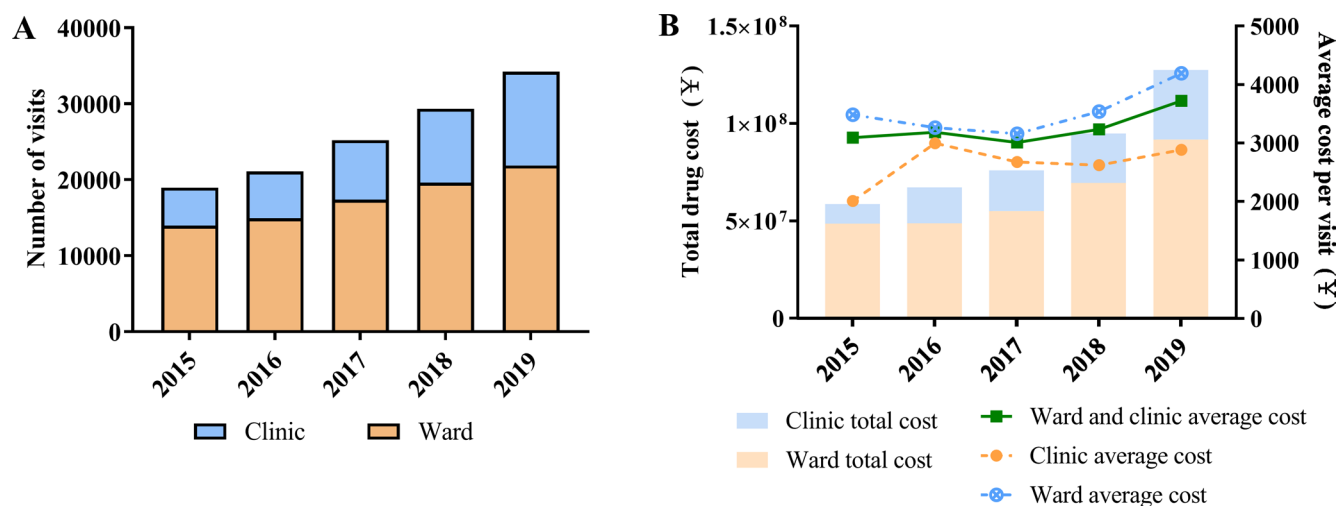 A
Number of visits
40000
30000
20000
10000
0
2015
2016
2017
2018
2019
Clinic
Ward
B
Total drug cost (¥)
1.5×10⁸
1×10⁸
5×10⁷
0
Average cost per visit (¥)
5000
4000
3000
2000
1000
0
2015
2016
2017
2018
2019
Clinic total cost
Ward total cost
Ward and clinic average cost
Clinic average cost
Ward average cost